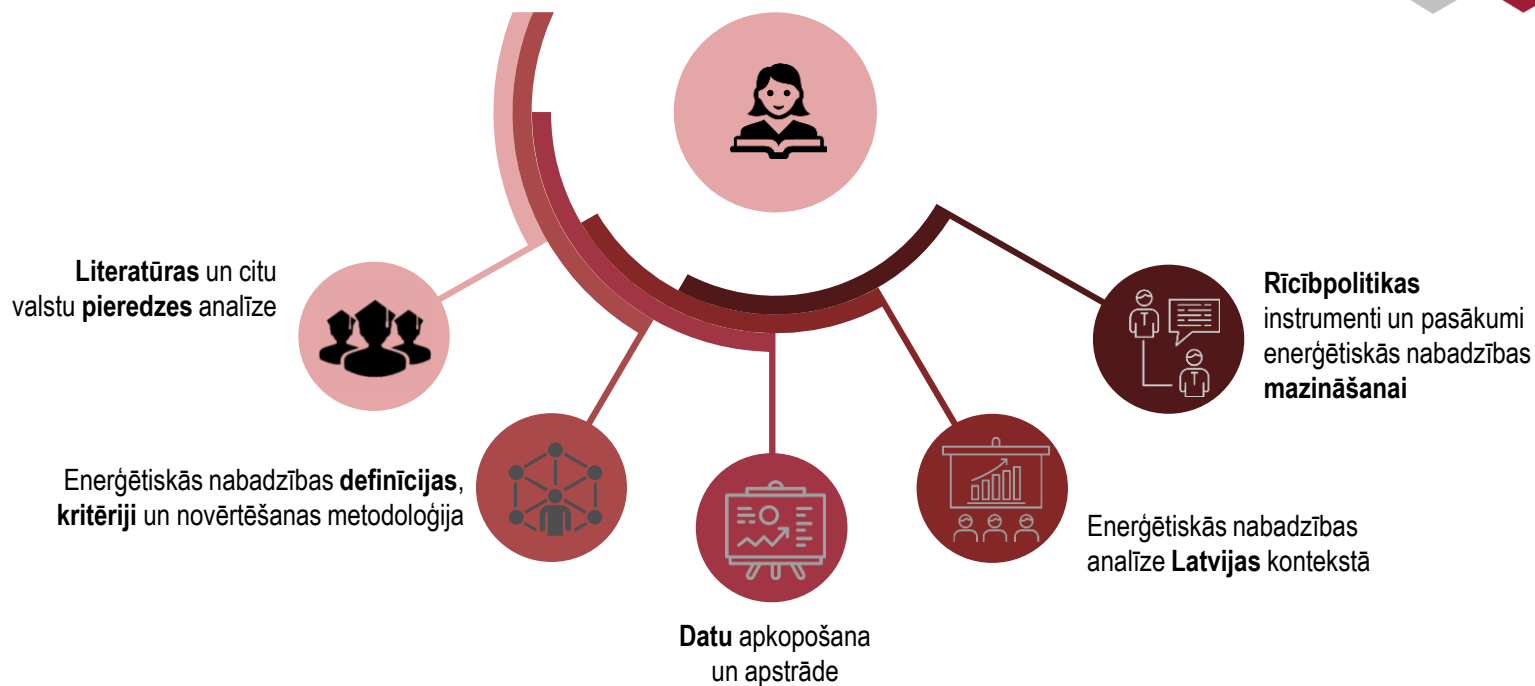 Literatūras un citu
valstu pieredzes analīze
Enerģētiskās nabadzības definīcijas,
kritēriji un novērtēšanas metodoloģija
Datu apkopošana
un apstrāde
Enerģētiskās nabadzības
analīze Latvijas kontekstā
Rīcībpolitikas
instrumenti un pasākumi
enerģētiskās nabadzības
mazināšanai